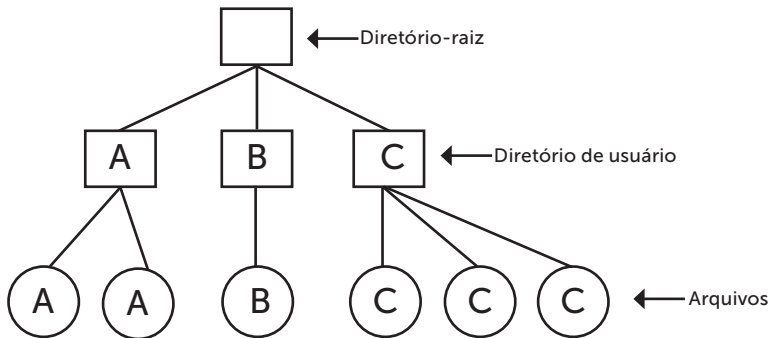 Diretório-raiz
A B C Diretório de usuário
A A B C C C Arquivos